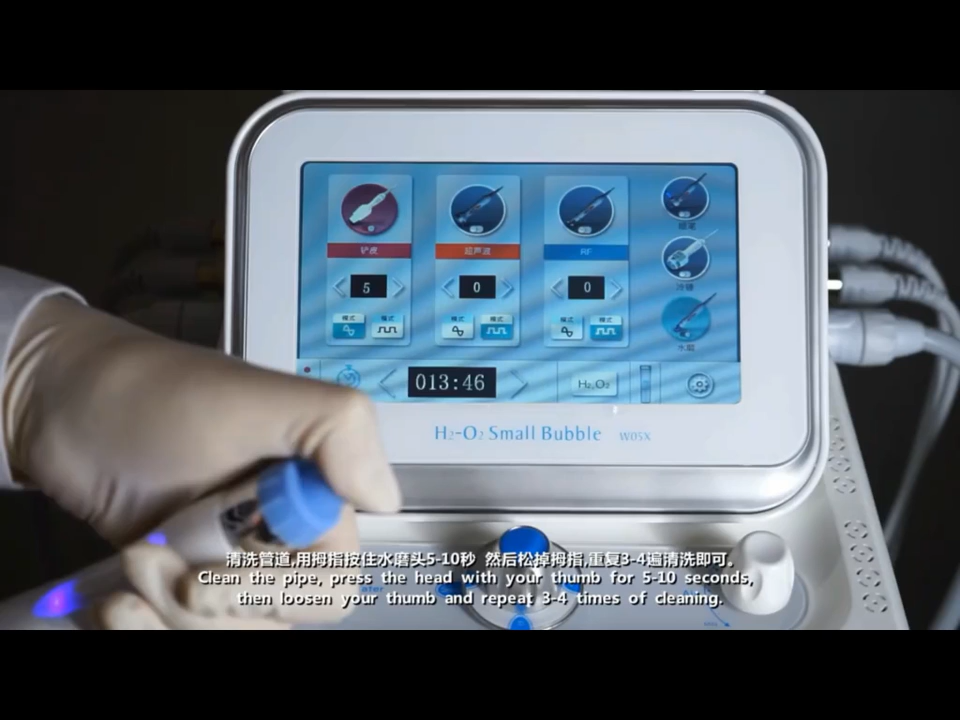 铲皮
超声波
RF
5
0
0
模式
模式
模式
模式
模式
模式
冷锤
水磨
013:46
H₂O₂
H₂-O₂ Small Bubble W05X
清洗管道,用拇指按住水磨头5-10秒 然后松掉拇指,重复3-4遍清洗即可。
Clean the pipe, press the head with your thumb for 5-10 seconds,
then loosen your thumb and repeat 3-4 times of cleaning.